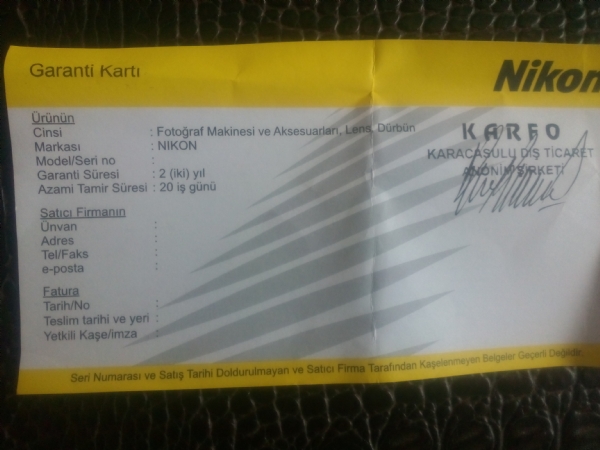 Garanti Kartı
Nikon
Ürünün
Cinsi : Fotoğraf Makinesi ve Aksesuarları, Lens, Dürbün
Markası : NIKON
Model/Seri no :
Garanti Süresi : 2 (iki) yıl
Azami Tamir Süresi : 20 iş günü
KARFO
KARACASULU DIŞ TİCARET
ANONİM ŞİRKETİ
Satıcı Firmanın
Ünvan :
Adres :
Tel/Faks :
e-posta :
Fatura
Tarih/No :
Teslim tarihi ve yeri :
Yetkili Kaşe/imza :
Seri Numarası ve Satış Tarihi Doldurulmayan ve Satıcı Firma Tarafından Kaşelenmeyen Belgeler Geçerli Değildir.